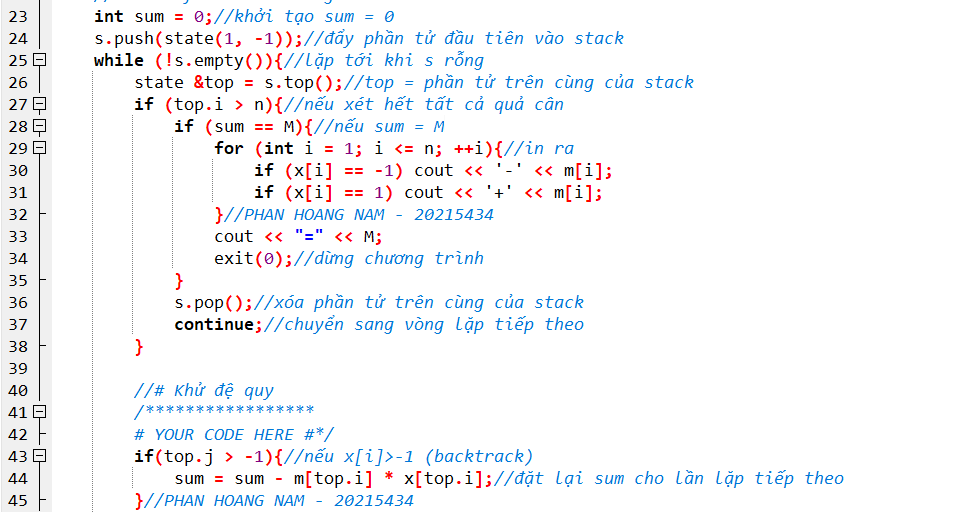 23 int sum = 0;//khởi tạo sum = 0
24 s.push(state(1, -1));//đẩy phần tử đầu tiên vào stack
25 while (!s.empty()){//lặp tới khi s rỗng
26 state &top = s.top();//top = phần tử trên cùng của stack
27 if (top.i > n){//nếu xét hết tất cả quả cân
28 if (sum == M){//nếu sum = M
29 for (int i = 1; i <= n; ++i){//in ra
30 if (x[i] == -1) cout << '-' << m[i];
31 if (x[i] == 1) cout << '+' << m[i];
32 }//PHAN HOANG NAM - 20215434
33 cout << "=" << M;
34 exit(0);//dừng chương trình
35 }
36 s.pop();//xóa phần tử trên cùng của stack
37 continue;//chuyển sang vòng lặp tiếp theo
38 }
39
40 //# Khử đệ quy
41 /*****************
42 # YOUR CODE HERE #*/
43 if(top.j > -1){//nếu x[i]>-1 (backtrack)
44 sum = sum - m[top.i] * x[top.i];//đặt lại sum cho lần lặp tiếp theo
45 }//PHAN HOANG NAM - 20215434